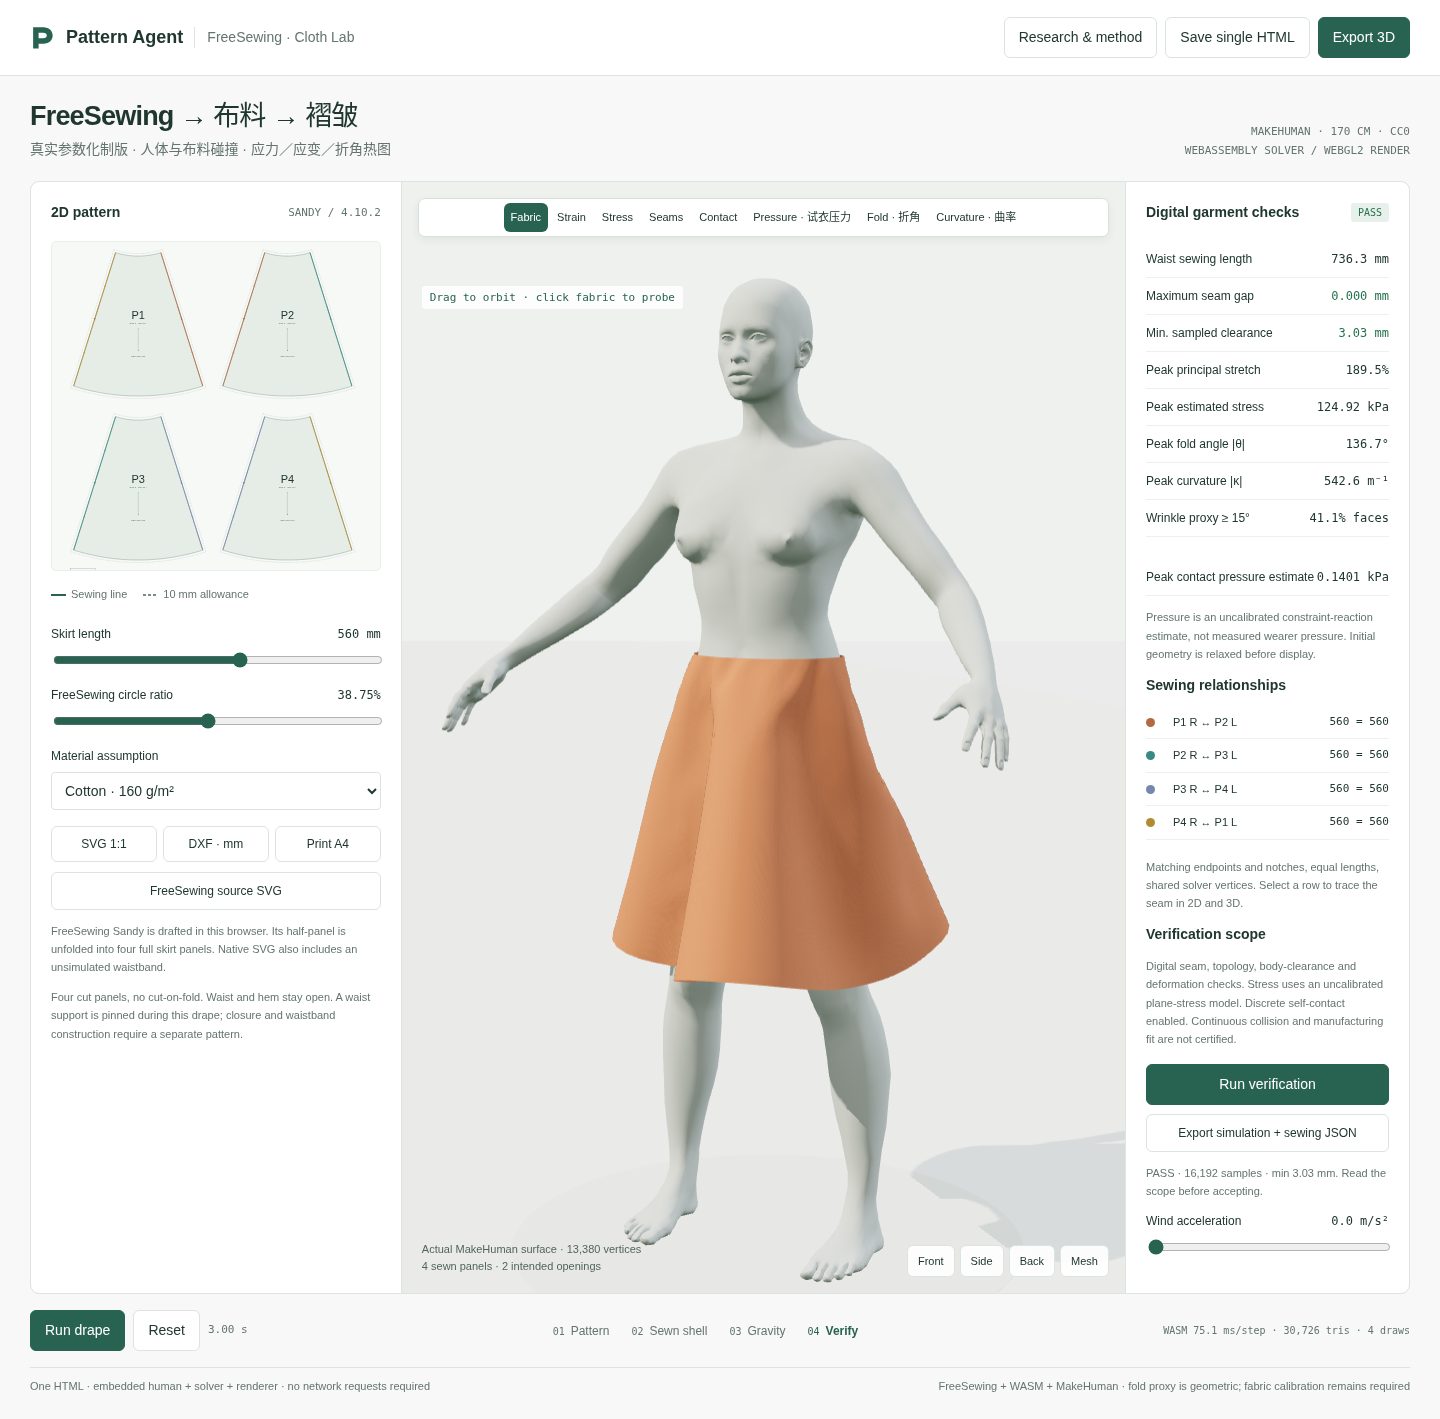 Pattern Agent
FreeSewing · Cloth Lab
Research & method
Save single HTML
Export 3D
FreeSewing → 布料 → 褶皱
真实参数化制版 · 人体与布料碰撞 · 应力／应变／折角热图
MAKEHUMAN · 170 CM · CC0
WEBASSEMBLY SOLVER / WEBGL2 RENDER
2D pattern
SANDY / 4.10.2
P1
P2
P3
P4
Sewing line
10 mm allowance
Skirt length
560 mm
FreeSewing circle ratio
38.75%
Material assumption
Cotton · 160 g/m²
SVG 1:1
DXF · mm
Print A4
FreeSewing source SVG
FreeSewing Sandy is drafted in this browser. Its half-panel is
unfolded into four full skirt panels. Native SVG also includes an
unsimulated waistband.
Four cut panels, no cut-on-fold. Waist and hem stay open. A waist
support is pinned during this drape; closure and waistband
construction require a separate pattern.
Fabric
Strain
Stress
Seams
Contact
Pressure · 试衣压力
Fold · 折角
Curvature · 曲率
Drag to orbit · click fabric to probe
Actual MakeHuman surface · 13,380 vertices
4 sewn panels · 2 intended openings
Front
Side
Back
Mesh
Digital garment checks
PASS
Waist sewing length
736.3 mm
Maximum seam gap
0.000 mm
Min. sampled clearance
3.03 mm
Peak principal stretch
189.5%
Peak estimated stress
124.92 kPa
Peak fold angle |θ|
136.7°
Peak curvature |κ|
542.6 m⁻¹
Wrinkle proxy ≥ 15°
41.1% faces
Peak contact pressure estimate
0.1401 kPa
Pressure is an uncalibrated constraint-reaction
estimate, not measured wearer pressure. Initial
geometry is relaxed before display.
Sewing relationships
P1 R ↔ P2 L
560 = 560
P2 R ↔ P3 L
560 = 560
P3 R ↔ P4 L
560 = 560
P4 R ↔ P1 L
560 = 560
Matching endpoints and notches, equal lengths,
shared solver vertices. Select a row to trace the
seam in 2D and 3D.
Verification scope
Digital seam, topology, body-clearance and
deformation checks. Stress uses an uncalibrated
plane-stress model. Discrete self-contact
enabled. Continuous collision and manufacturing
fit are not certified.
Run verification
Export simulation + sewing JSON
PASS · 16,192 samples · min 3.03 mm. Read the
scope before accepting.
Wind acceleration
0.0 m/s²
Run drape
Reset
3.00 s
01 Pattern
02 Sewn shell
03 Gravity
04 Verify
WASM 75.1 ms/step · 30,726 tris · 4 draws
One HTML · embedded human + solver + renderer · no network requests required
FreeSewing + WASM + MakeHuman · fold proxy is geometric; fabric calibration remains required